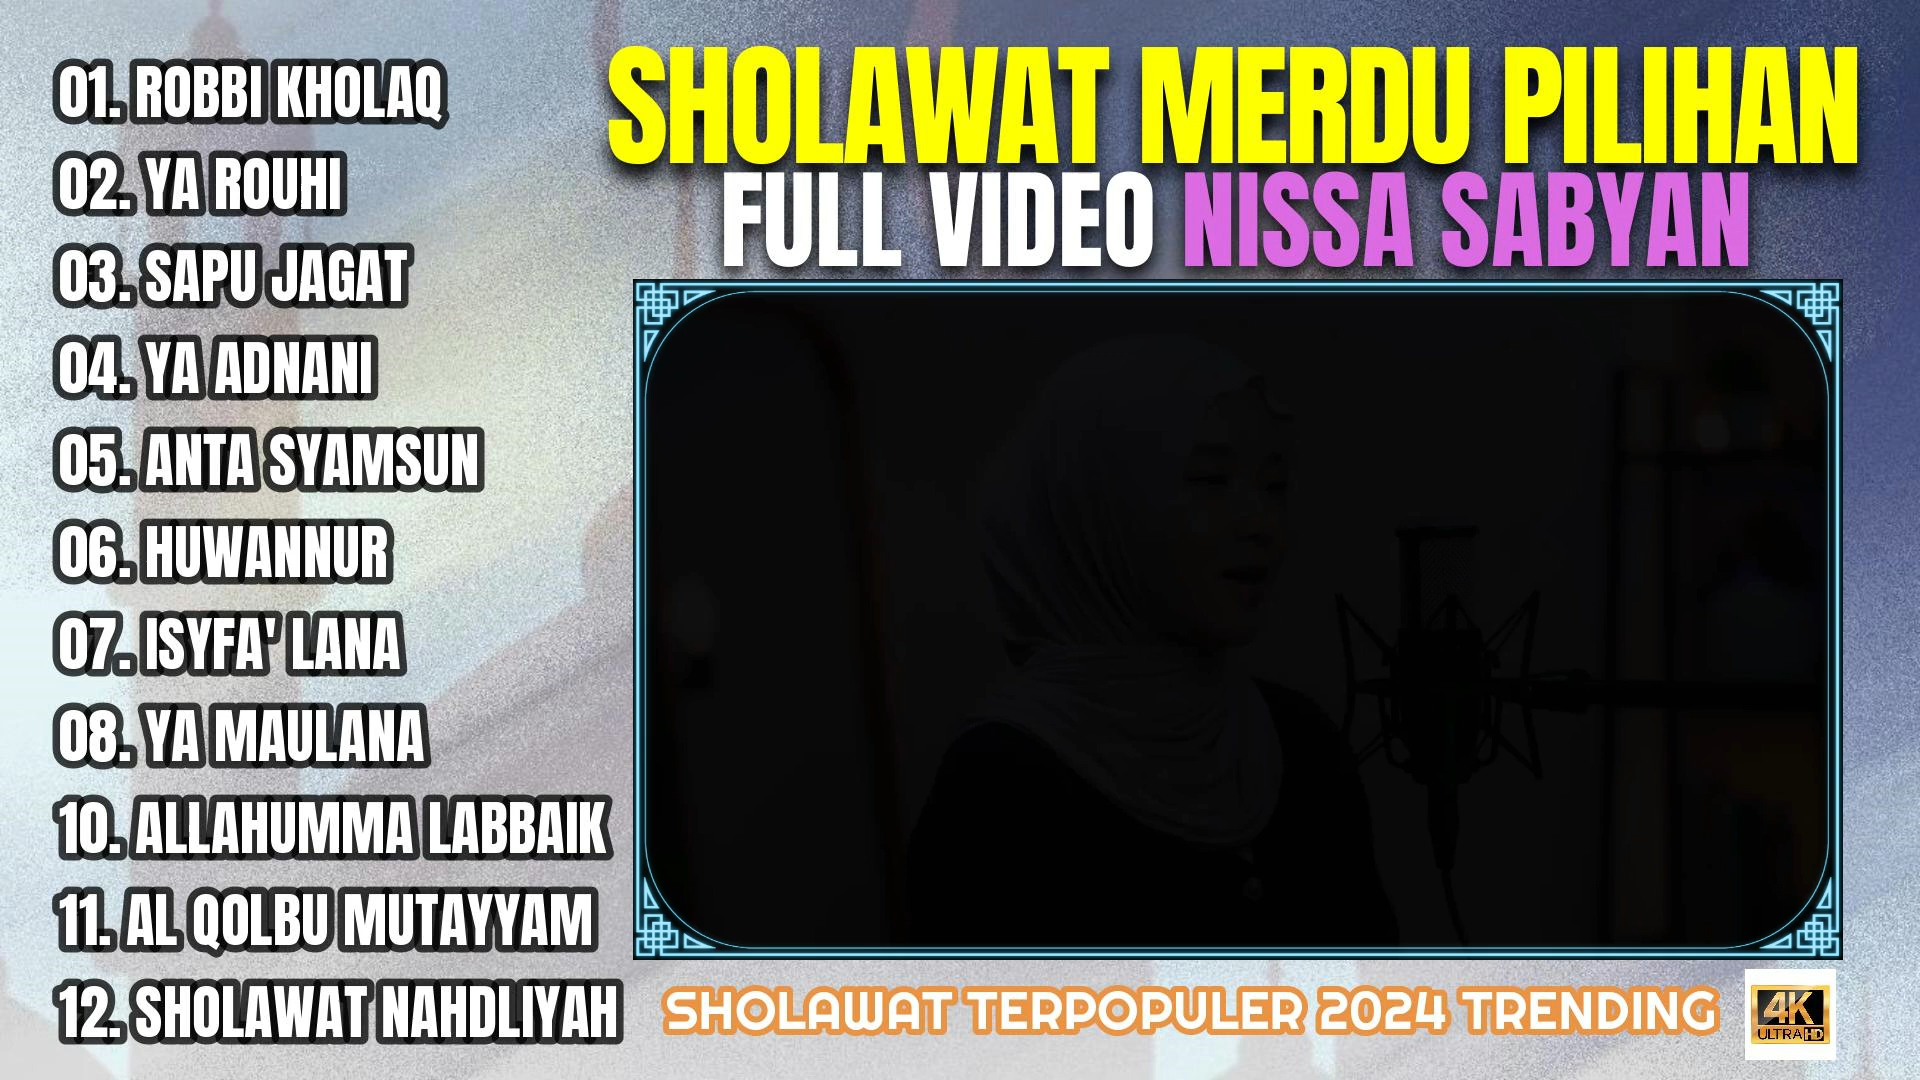 01. ROBBI KHOLAQ
02. YA ROUHI
03. SAPU JAGAT
04. YA ADNANI
05. ANTA SYAMSUN
06. HUWANNUR
07. ISYFA' LANA
08. YA MAULANA
10. ALLAHUMMA LABBAIK
11. AL QOLBU MUTAYYAM
12. SHOLAWAT NAHDLIYAH
SHOLAWAT MERDU PILIHAN
FULL VIDEO NISSA SABYAN
SHOLAWAT TERPOPULER 2024 TRENDING
4K
ULTRA HD